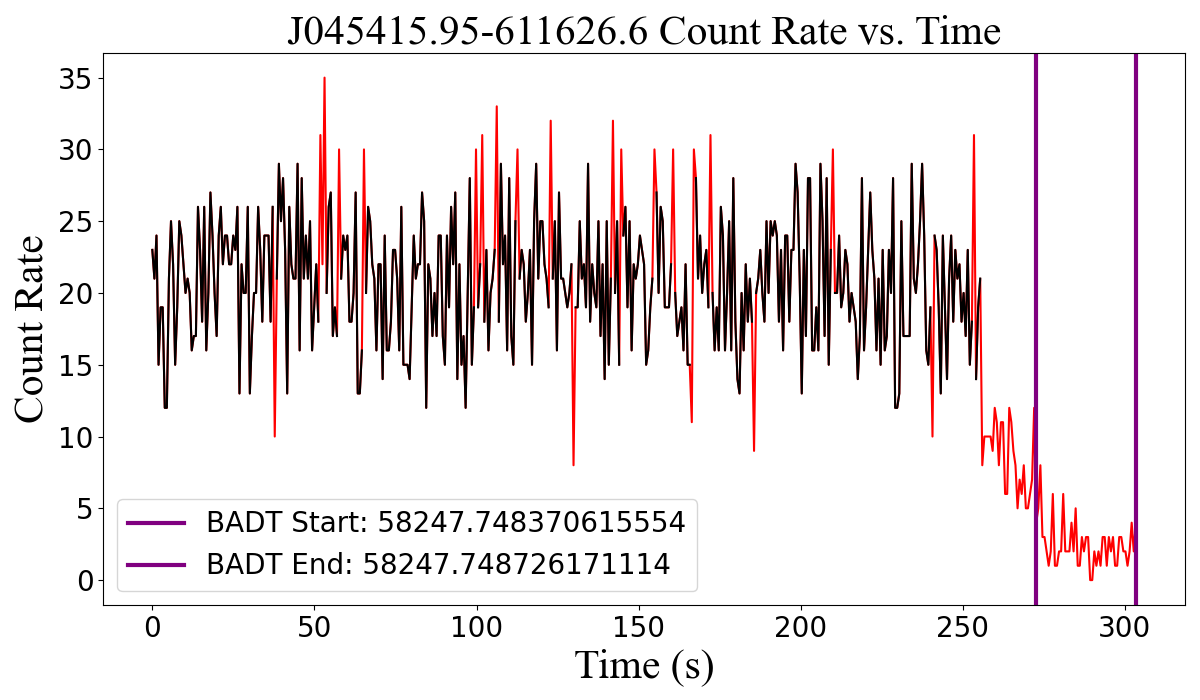 J045415.95-611626.6 Count Rate vs. Time
Count Rate
35
30
25
20
15
10
5
0
BADT Start: 58247.748370615554
BADT End: 58247.748726171114
0 50 100 150 200 250 300
Time (s)